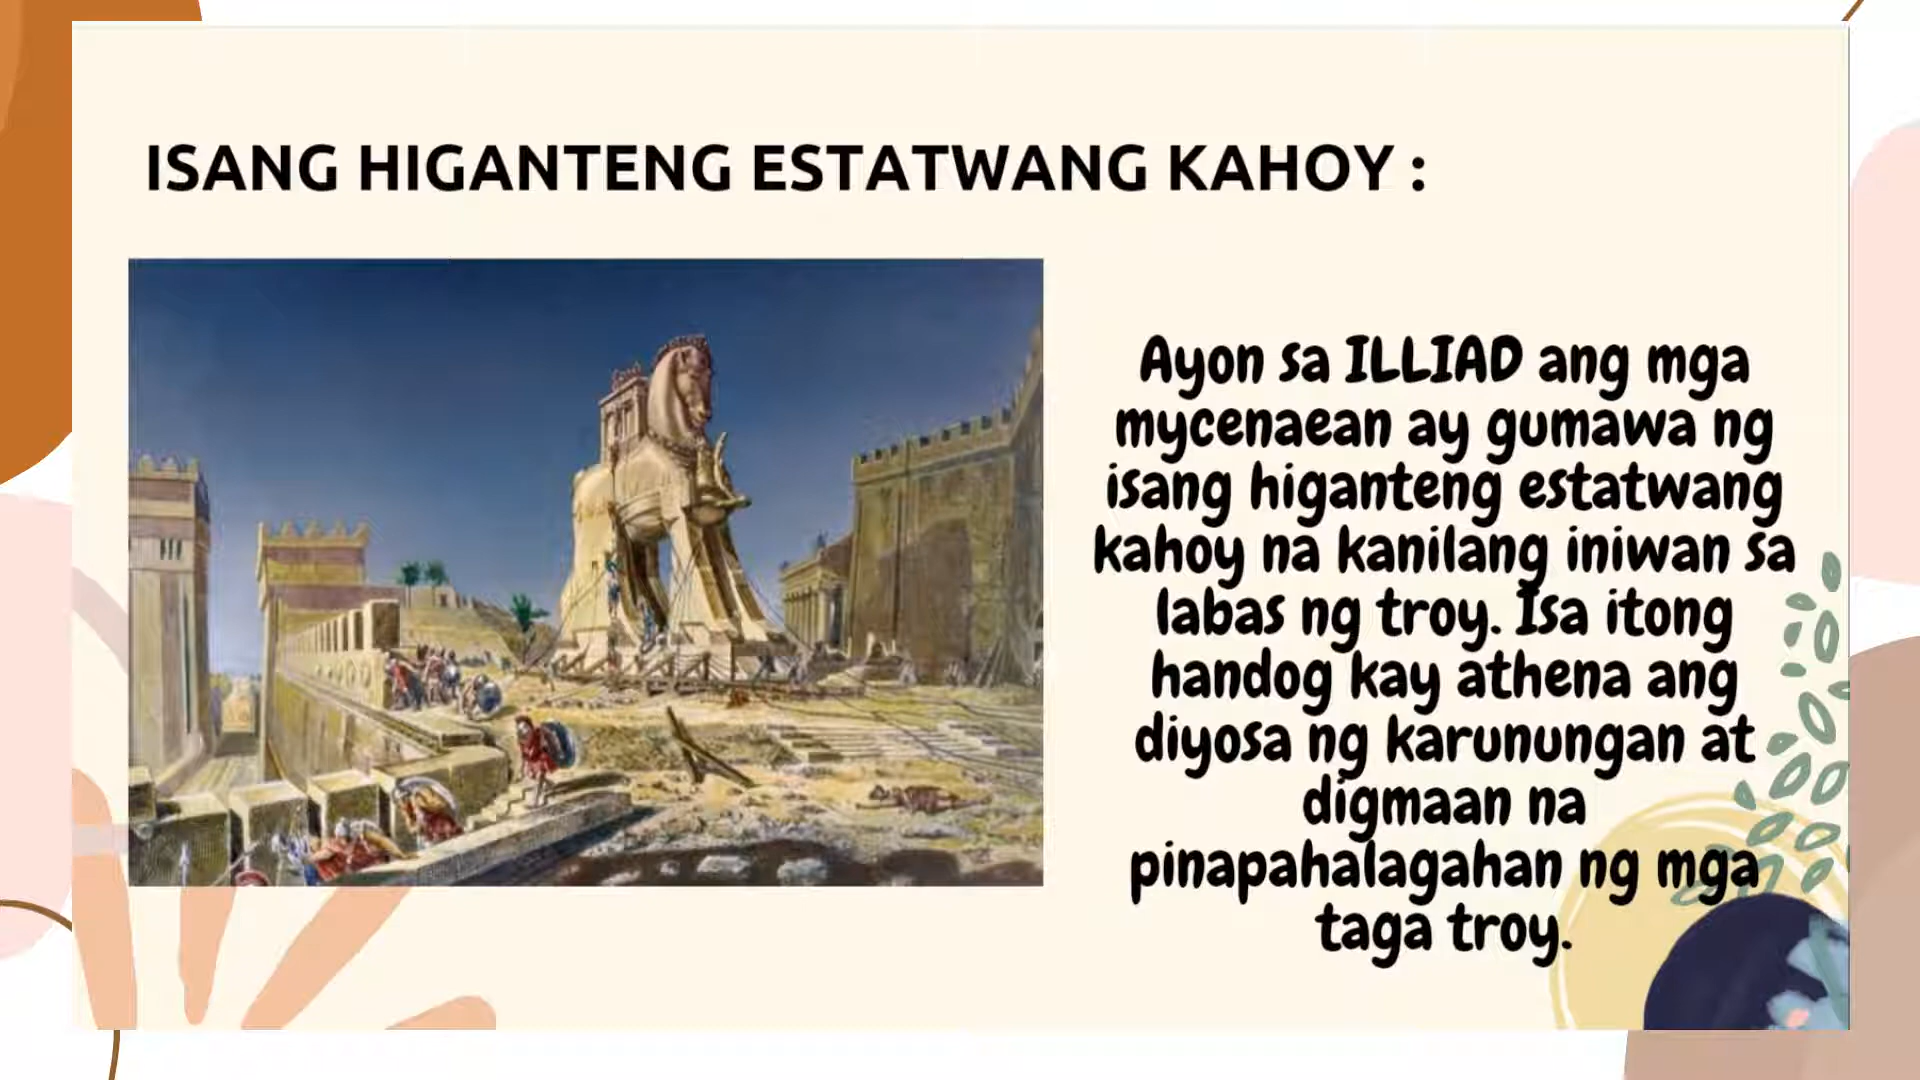 ISANG HIGANTENG ESTATWANG KAHOY :
Ayon sa ILLIAD ang mga
mycenaean ay gumawa ng
isang higanteng estatwang
kahoy na kanilang iniwan sa
labas ng troy. Isa itong
handog kay athena ang
diyosa ng karunungan at
digmaan na
pinapahalagahan ng mga
taga troy.